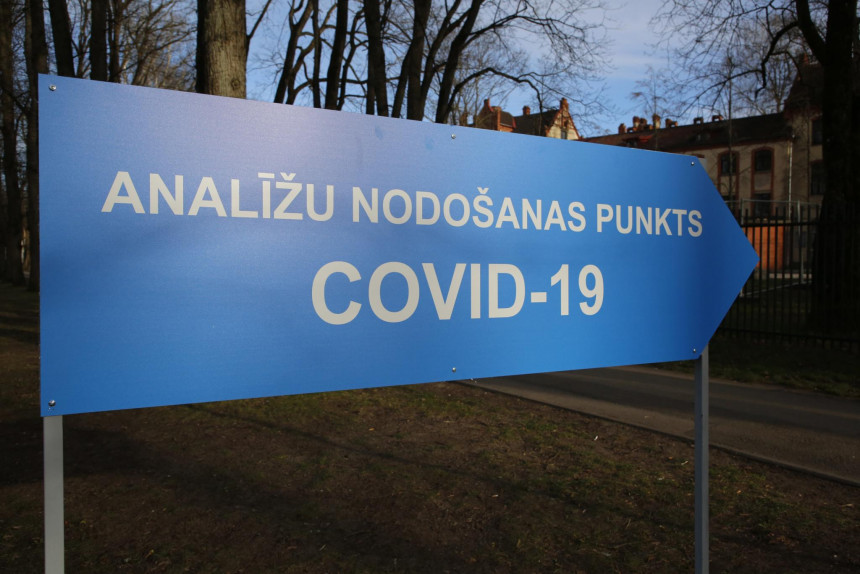 ANALĪŽU NODOŠANAS PUNKTS
COVID-19